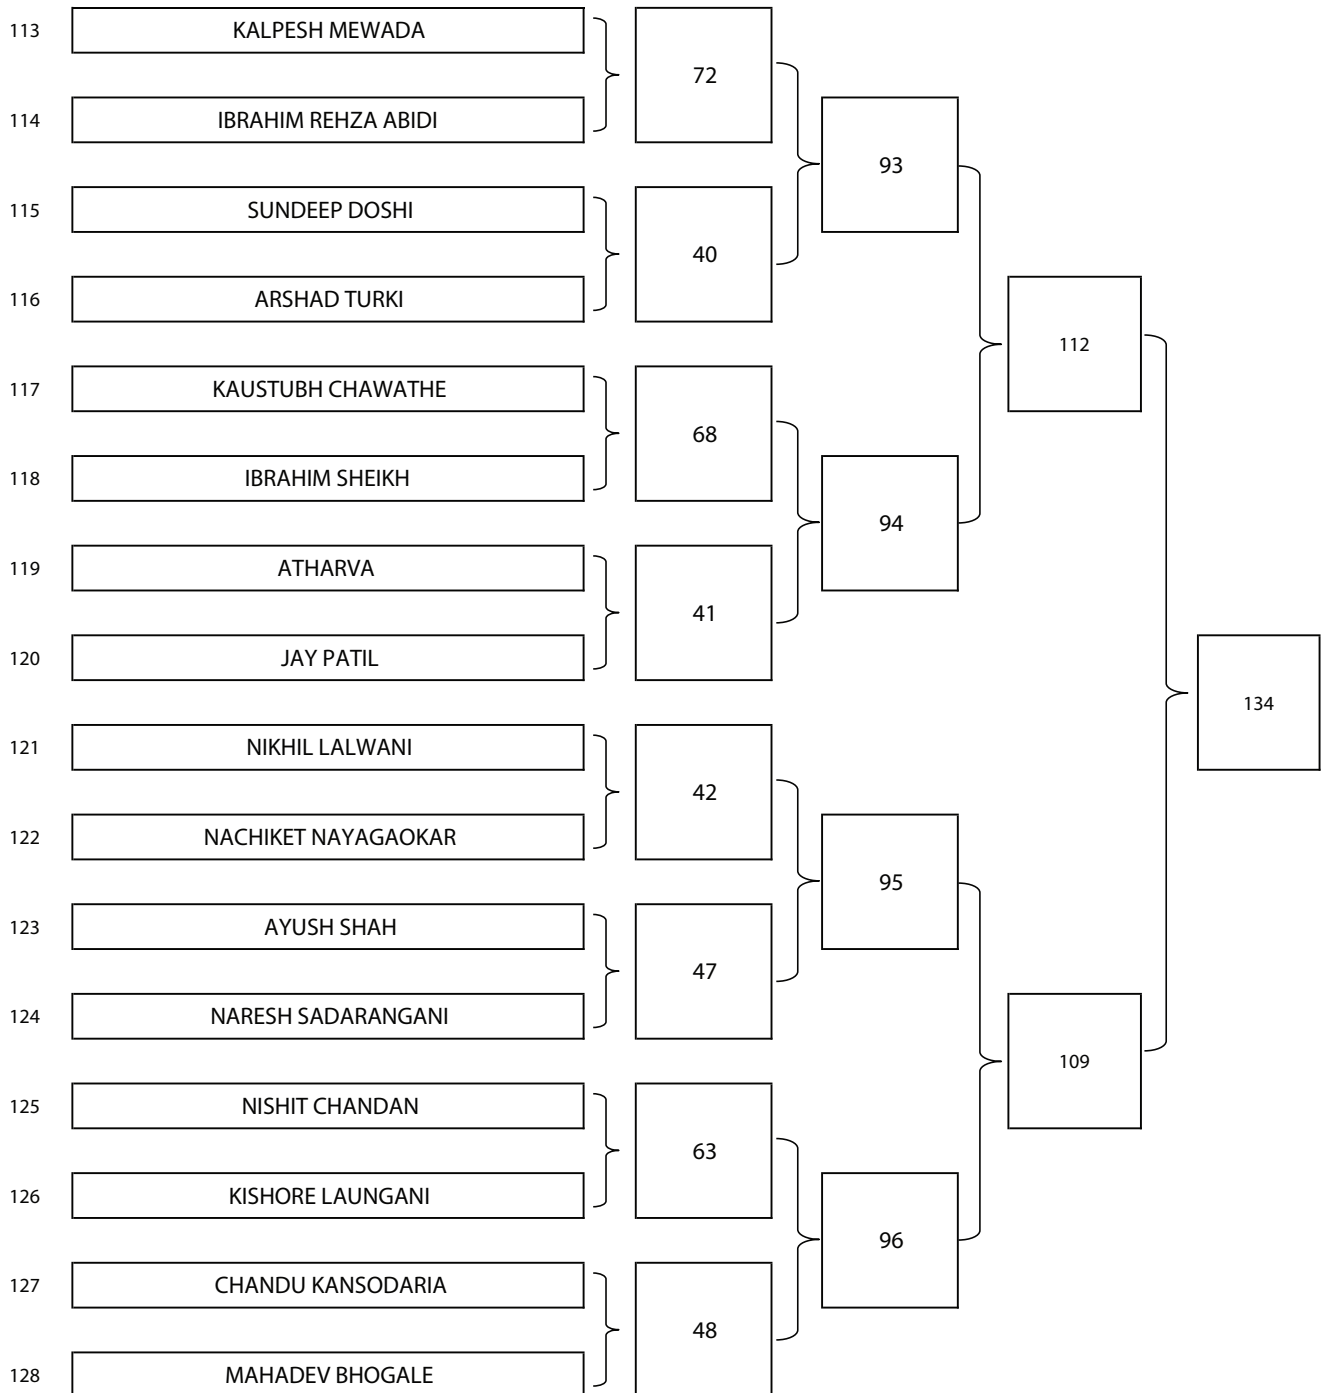 113 KALPESH MEWADA
72
114 IBRAHIM REHZA ABIDI
93
115 SUNDEEP DOSHI
40
116 ARSHAD TURKI
112
117 KAUSTUBH CHAWATHE
68
118 IBRAHIM SHEIKH
94
119 ATHARVA
41
120 JAY PATIL
134
121 NIKHIL LALWANI
42
122 NACHIKET NAYAGAOKAR
95
123 AYUSH SHAH
47
124 NARESH SADARANGANI
109
125 NISHIT CHANDAN
63
126 KISHORE LAUNGANI
96
127 CHANDU KANSODARIA
48
128 MAHADEV BHOGALE